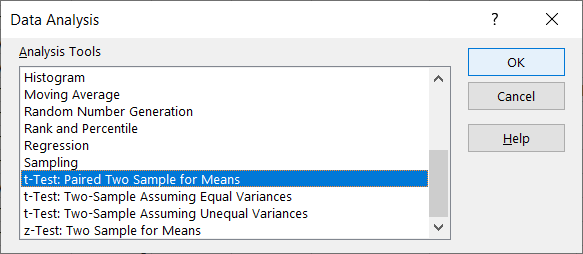 Data Analysis
?
Analysis Tools
Histogram
Moving Average
Random Number Generation
Rank and Percentile
Regression
Sampling
t-Test: Paired Two Sample for Means
t-Test: Two-Sample Assuming Equal Variances
t-Test: Two-Sample Assuming Unequal Variances
z-Test: Two Sample for Means
OK
Cancel
Help